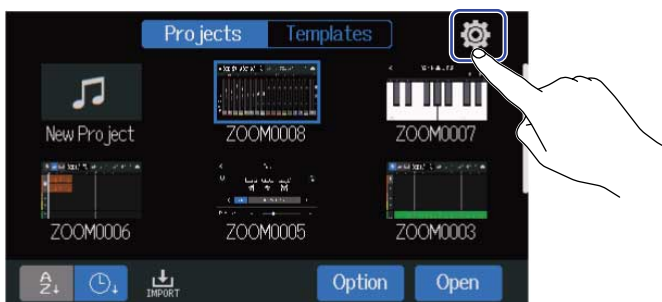 Projects Templates
New Project ZOOM0008 ZOOM0007
ZOOM0006 ZOOM0005 ZOOM0003
A
Z↓ ↓ IMPORT Option Open